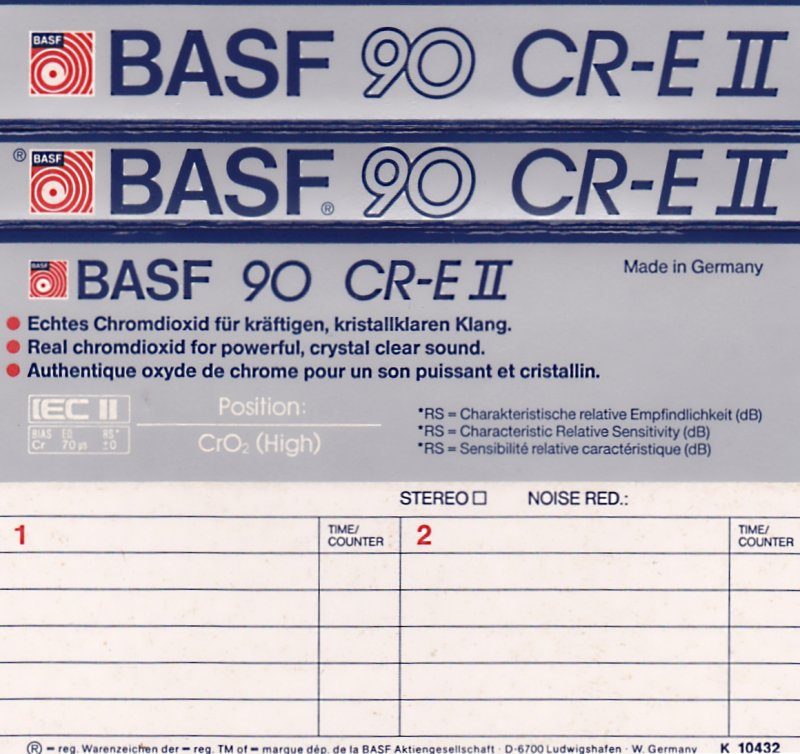 BASF BASF 90 CR-E II
® BASF BASF® 90 CR-E II
BASF BASF 90 CR-E II Made in Germany
Echtes Chromdioxid für kräftigen, kristallklaren Klang.
Real chromdioxid for powerful, crystal clear sound.
Authentique oxyde de chrome pour un son puissant et cristallin.
IEC II
BIAS EQ RS*
Cr 70 µs ±0
Position:
CrO₂ (High)
*RS = Charakteristische relative Empfindlichkeit (dB)
*RS = Characteristic Relative Sensitivity (dB)
*RS = Sensibilité relative caractéristique (dB)
STEREO □ NOISE RED.:
1 TIME/ 2 TIME/
COUNTER COUNTER
® = reg. Warenzeichen der = reg. TM of = marque dép. de la BASF Aktiengesellschaft · D-6700 Ludwigshafen · W. Germany K 10432